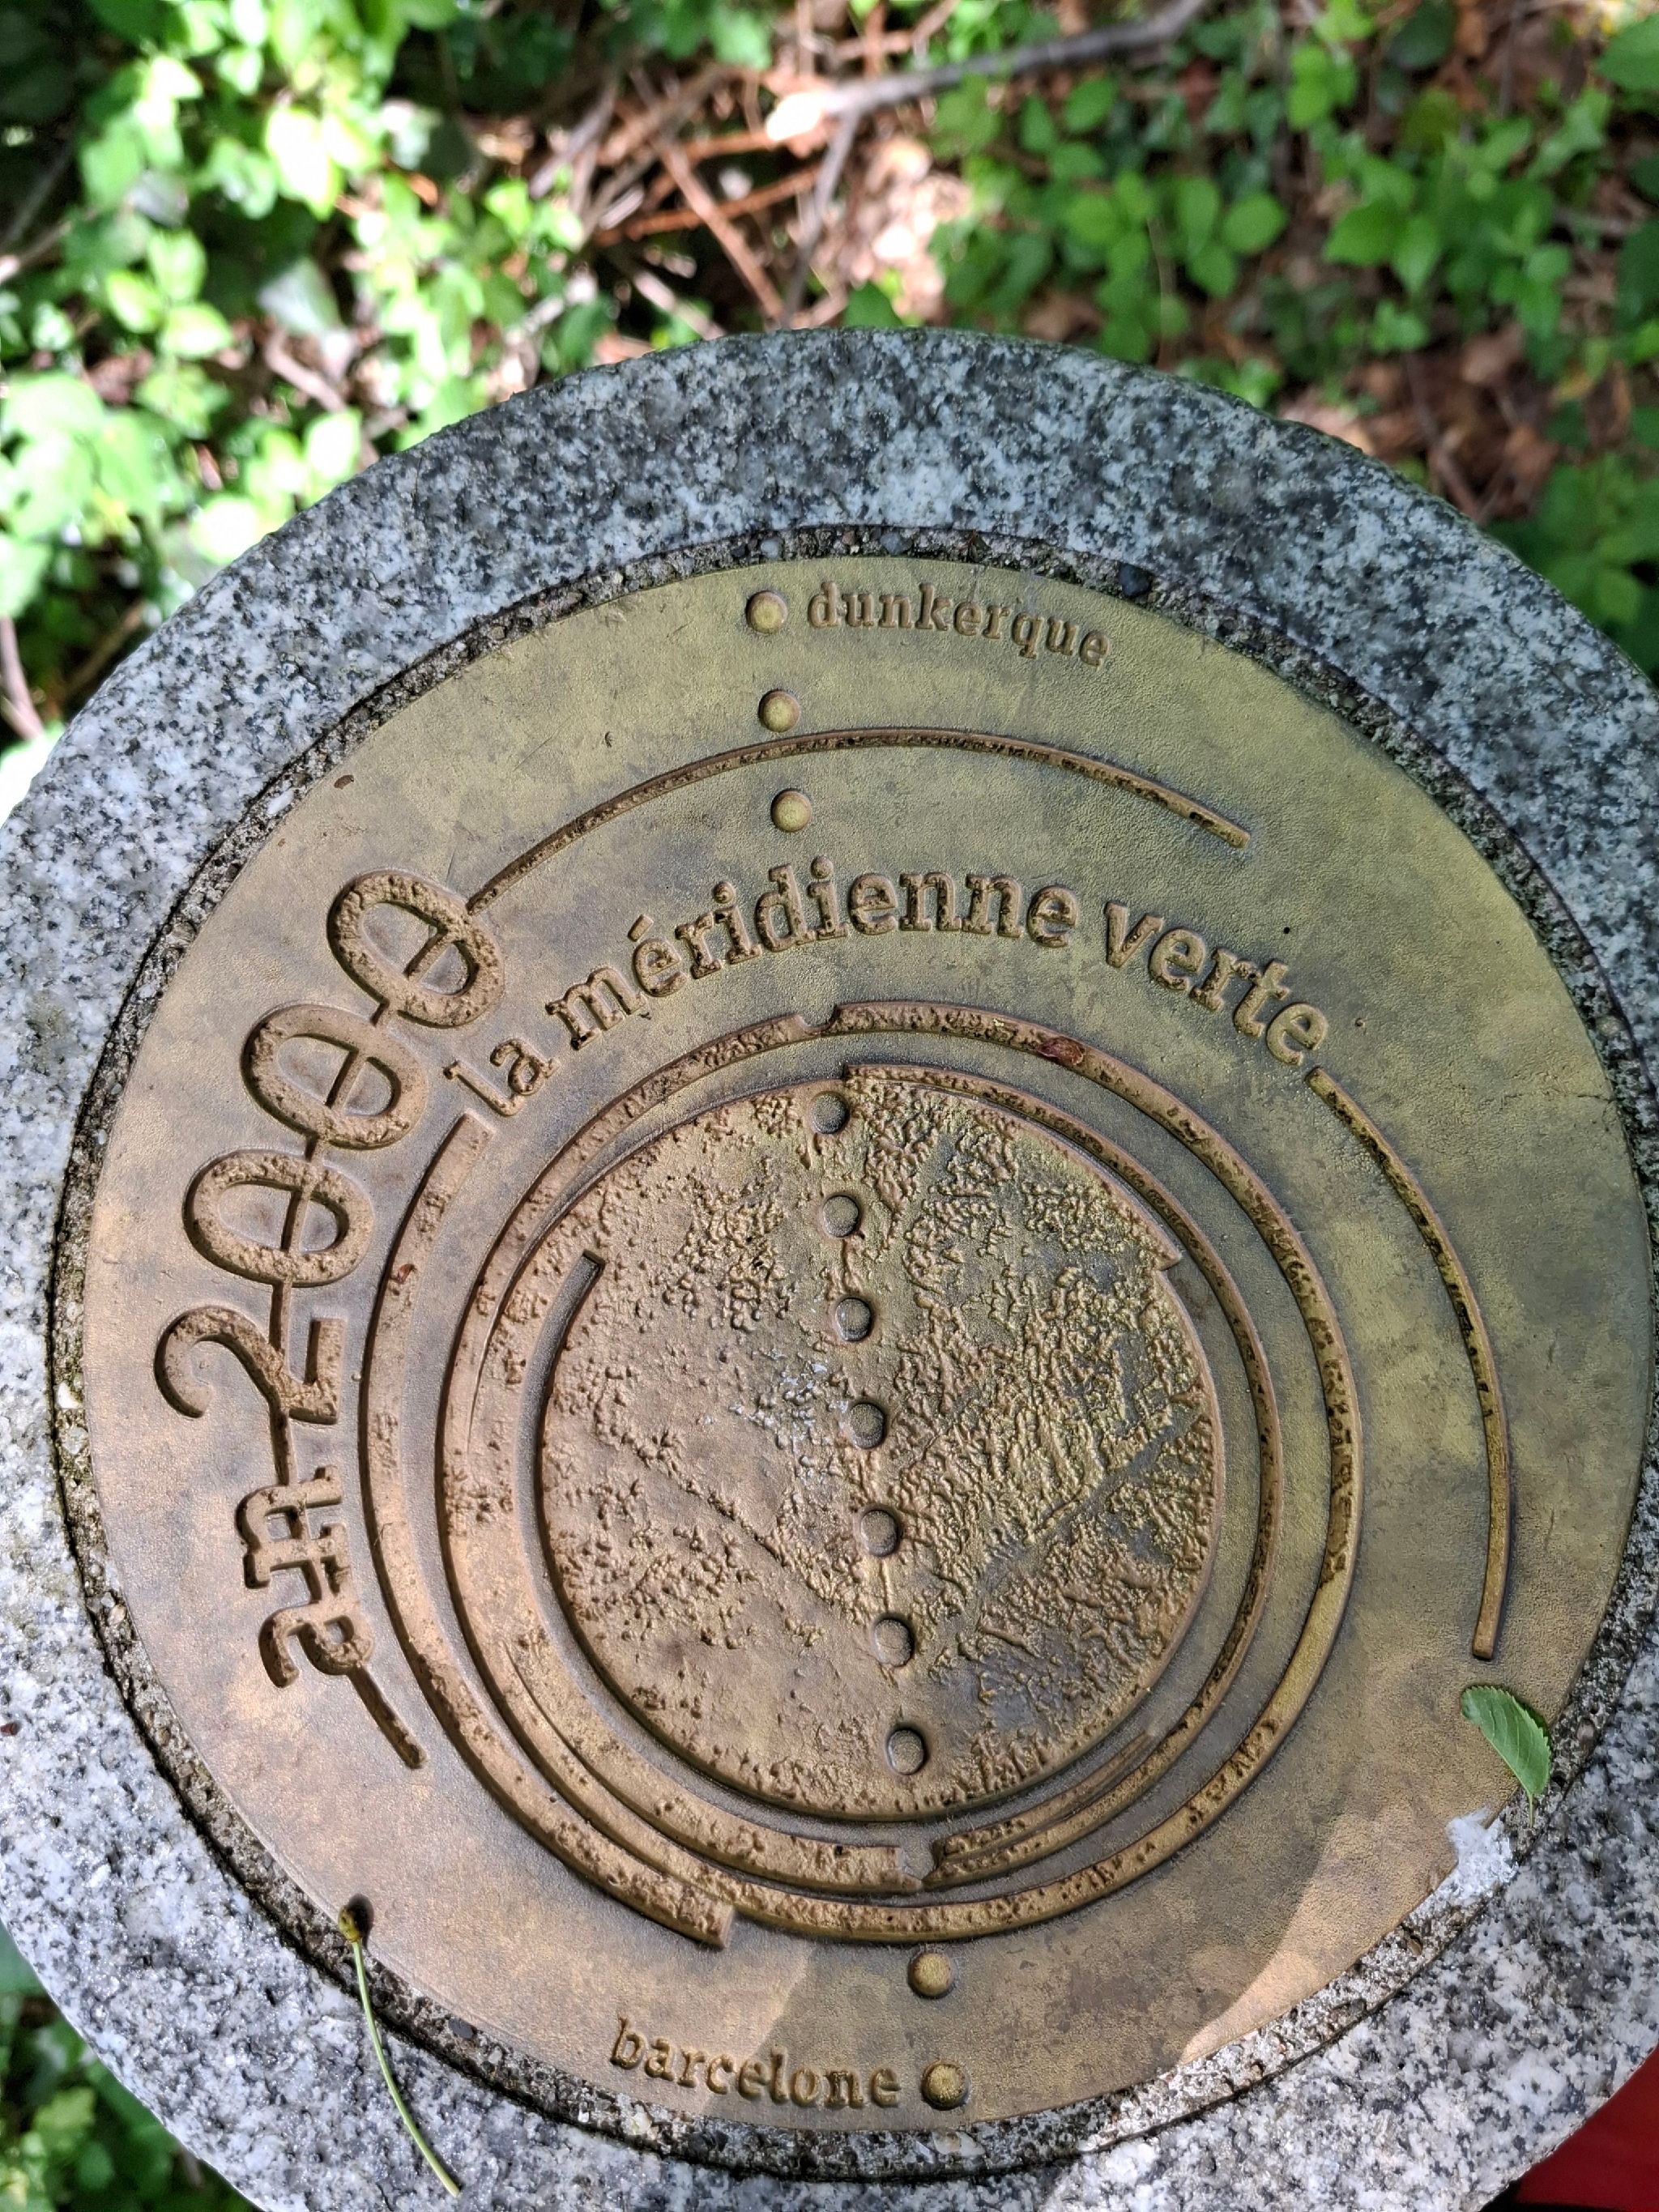 dunkerque
la méridienne verte
an 2000
barcelone